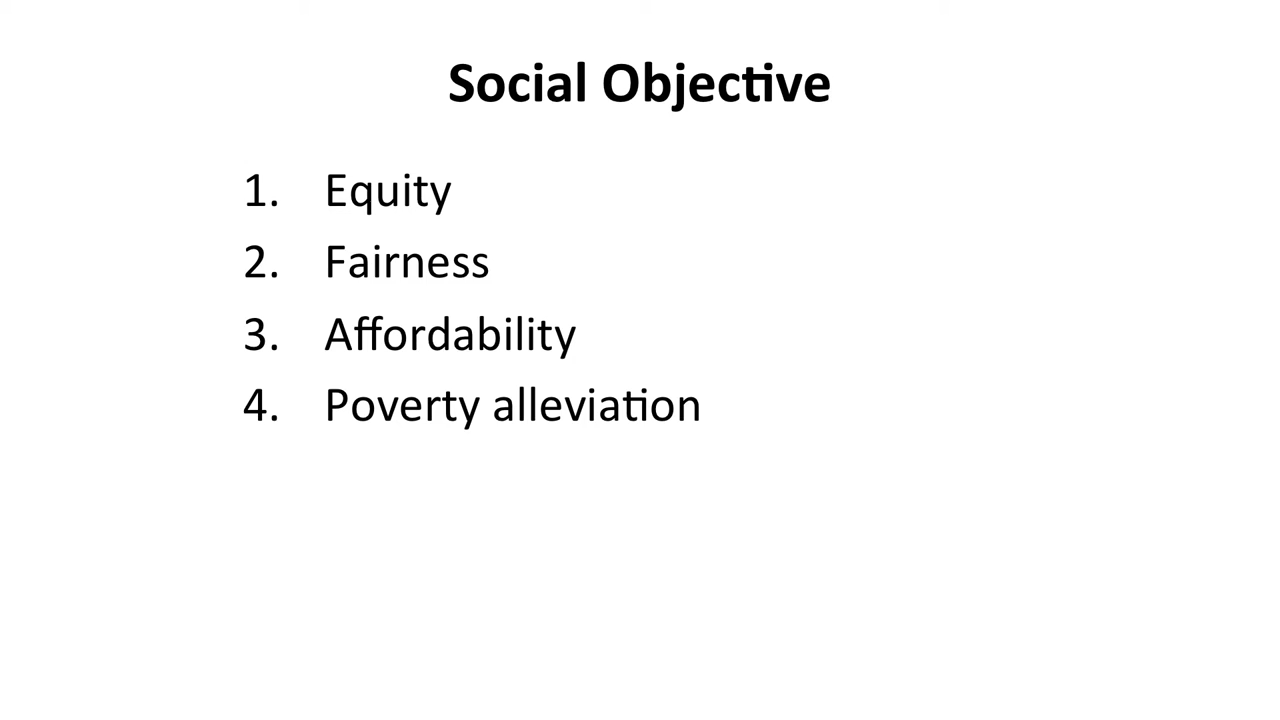 Social Objective
1. Equity
2. Fairness
3. Affordability
4. Poverty alleviation